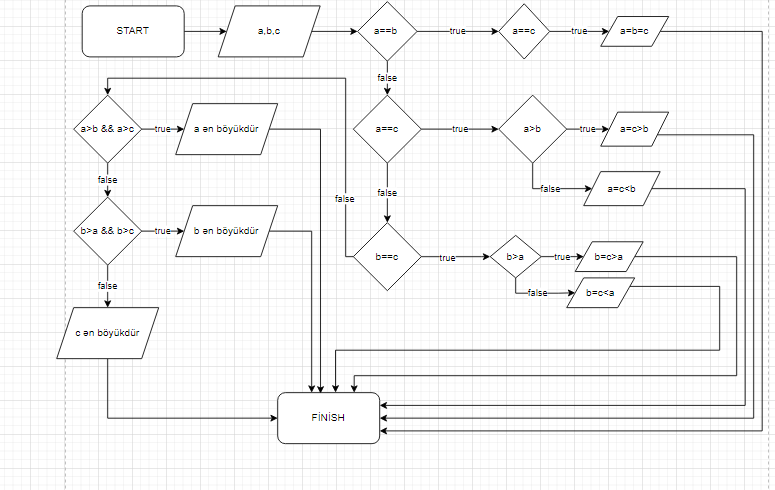 START
a,b,c
a==b
true
a==c
true
a=b=c
false
false
a>b && a>c
true
a ən böyükdür
a==c
true
a>b
true
a=c>b
false
a=c<b
false
false
false
b>a && b>c
true
b ən böyükdür
b==c
true
b>a
true
b=c>a
false
b=c<a
false
c ən böyükdür
FİNİSH